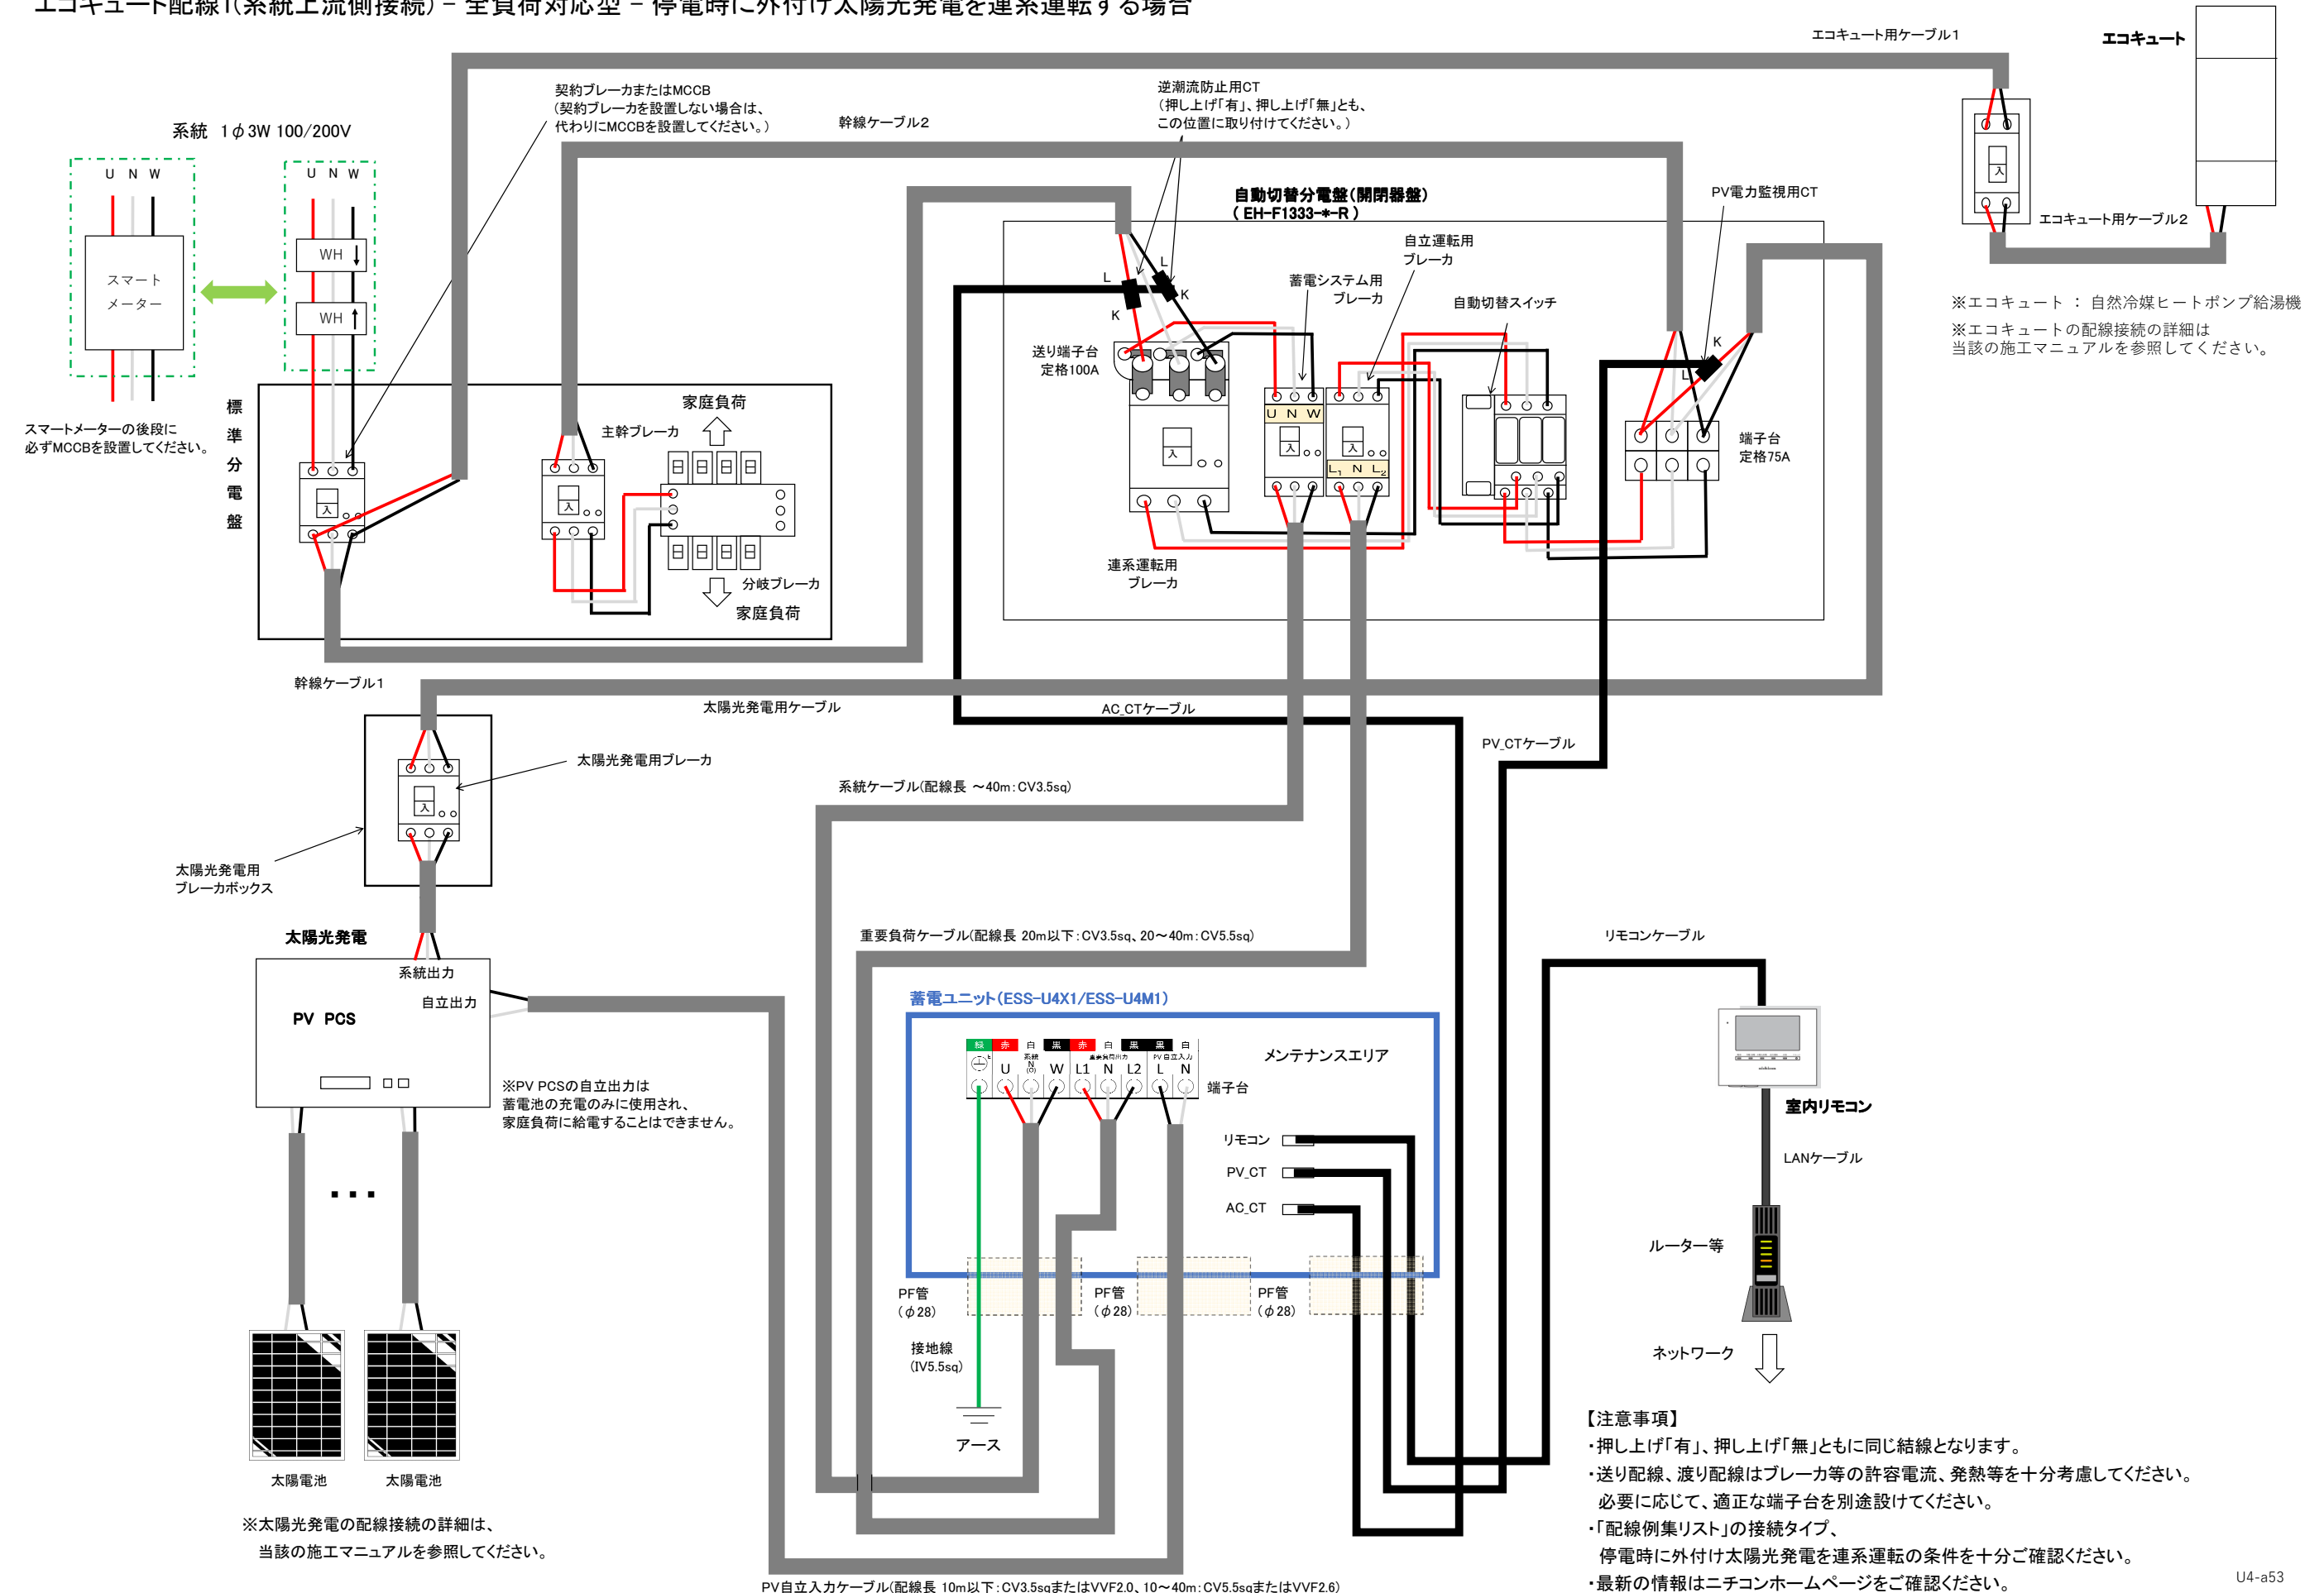 エコキュート配線1(系統上流側接続) − 全負荷対応型 − 停電時に外付け太陽光発電を連系運転する場合
エコキュート用ケーブル1
エコキュート
契約ブレーカまたはMCCB
(契約ブレーカを設置しない場合は、
代わりにMCCBを設置してください。)
逆潮流防止用CT
(押し上げ「有」、押し上げ「無」とも、
この位置に取り付けてください。)
幹線ケーブル2
系統 1φ3W 100/200V
U N W
U N W
WH
WH
スマート
メーター
スマートメーターの後段に
必ずMCCBを設置してください。
自動切替分電盤(開閉器盤)
( EH-F1333-*-R )
PV電力監視用CT
入
エコキュート用ケーブル2
※エコキュート : 自然冷媒ヒートポンプ給湯機
※エコキュートの配線接続の詳細は
当該の施工マニュアルを参照してください。
自立運転用
ブレーカ
蓄電システム用
ブレーカ
自動切替スイッチ
L
K
L
K
K
L
送り端子台
定格100A
U N W
入
入
入
L1 N L2
端子台
定格75A
連系運転用
ブレーカ
標準分電盤
家庭負荷
主幹ブレーカ
入
入
分岐ブレーカ
家庭負荷
幹線ケーブル1
太陽光発電用ケーブル
AC_CTケーブル
PV_CTケーブル
太陽光発電用ブレーカ
入
系統ケーブル(配線長 ~40m:CV3.5sq)
太陽光発電用
ブレーカボックス
太陽光発電
系統出力
自立出力
PV PCS
重要負荷ケーブル(配線長 20m以下:CV3.5sq、20~40m:CV5.5sq)
リモコンケーブル
蓄電ユニット(ESS-U4X1/ESS-U4M1)
緑 赤 白 黒 赤 白 黒 黒 白
E 系統 重要負荷出力 PV自立入力
U N(O) W L1 N L2 L N
メンテナンスエリア
端子台
※PV PCSの自立出力は
蓄電池の充電のみに使用され、
家庭負荷に給電することはできません。
リモコン
PV_CT
AC_CT
室内リモコン
LANケーブル
ルーター等
ネットワーク
PF管
(φ28)
PF管
(φ28)
PF管
(φ28)
接地線
(IV5.5sq)
アース
太陽電池
太陽電池
※太陽光発電の配線接続の詳細は、
当該の施工マニュアルを参照してください。
PV自立入力ケーブル(配線長 10m以下:CV3.5sqまたはVVF2.0、10~40m:CV5.5sqまたはVVF2.6)
【注意事項】
・押し上げ「有」、押し上げ「無」ともに同じ結線となります。
・送り配線、渡り配線はブレーカ等の許容電流、発熱等を十分考慮してください。
必要に応じて、適正な端子台を別途設けてください。
・「配線例集リスト」の接続タイプ、
停電時に外付け太陽光発電を連系運転の条件を十分ご確認ください。
・最新の情報はニチコンホームページをご確認ください。
U4-a53